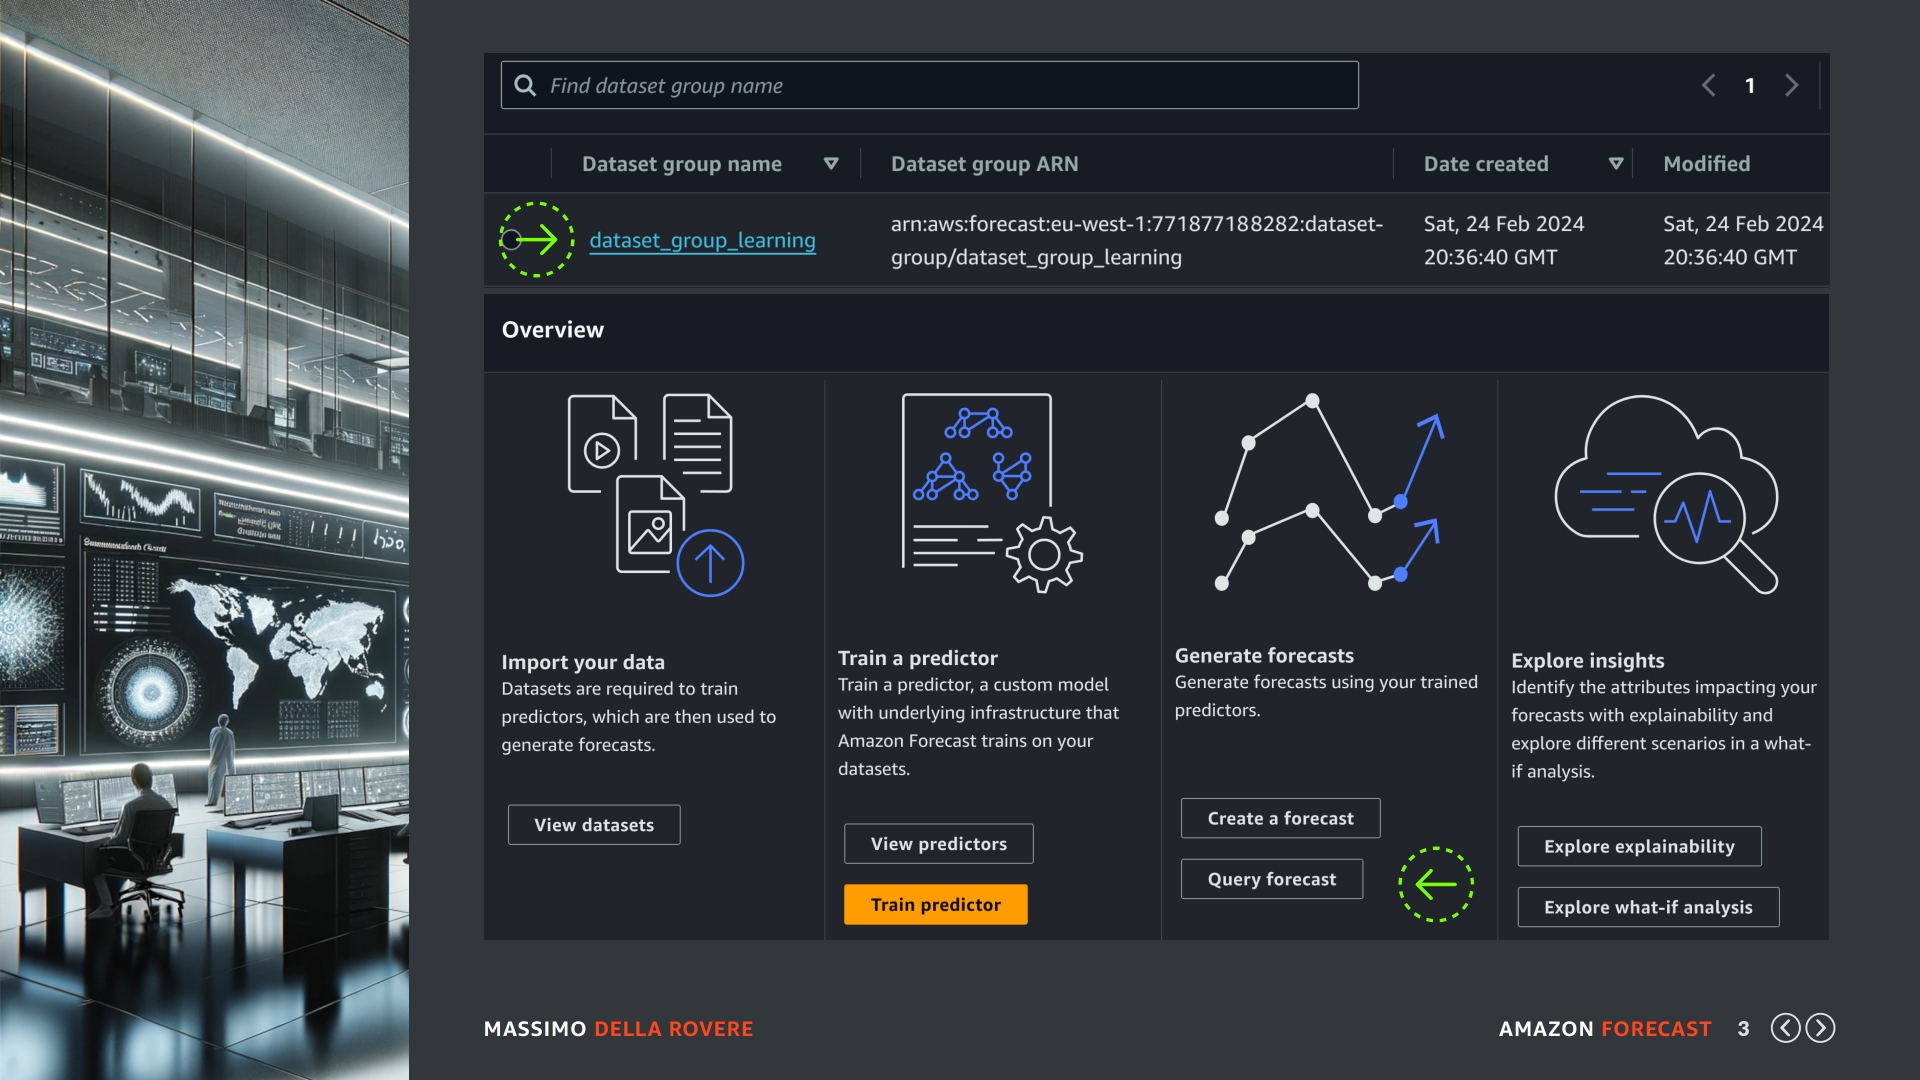 Find dataset group name
1
Dataset group name
Dataset group ARN
Date created
Modified
dataset_group_learning
arn:aws:forecast:eu-west-1:771877188282:dataset-
group/dataset_group_learning
Sat, 24 Feb 2024
20:36:40 GMT
Sat, 24 Feb 2024
20:36:40 GMT
Overview
Import your data
Datasets are required to train
predictors, which are then used to
generate forecasts.
View datasets
Train a predictor
Train a predictor, a custom model
with underlying infrastructure that
Amazon Forecast trains on your
datasets.
View predictors
Train predictor
Generate forecasts
Generate forecasts using your trained
predictors.
Create a forecast
Query forecast
Explore insights
Identify the attributes impacting your
forecasts with explainability and
explore different scenarios in a what-
if analysis.
Explore explainability
Explore what-if analysis
MASSIMO DELLA ROVERE
AMAZON FORECAST 3